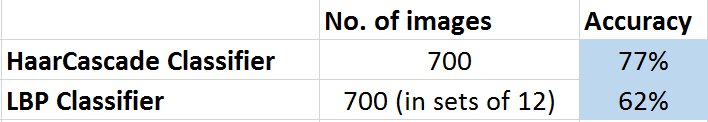 No. of images Accuracy
HaarCascade Classifier 700 77%
LBP Classifier 700 (in sets of 12) 62%